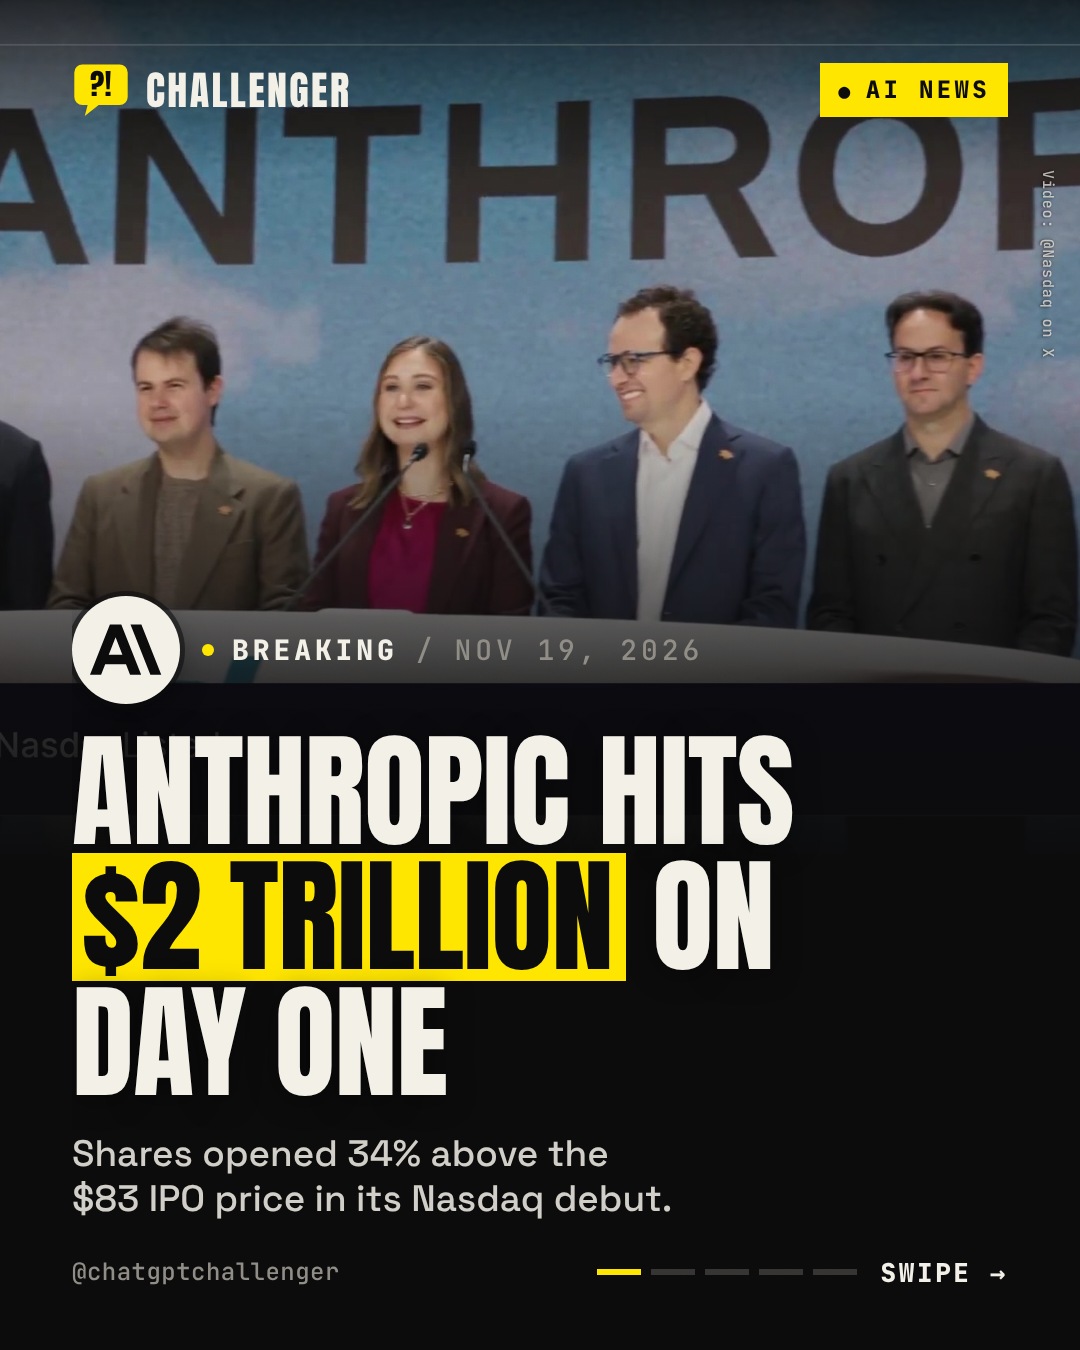 ?! CHALLENGER
• AI NEWS
ANTHROP
Video: @Nasdaq on X
A\
• BREAKING / NOV 19, 2026
Nasd
ANTHROPIC HITS
$2 TRILLION ON
DAY ONE
Shares opened 34% above the
$83 IPO price in its Nasdaq debut.
@chatgptchallenger
SWIPE →